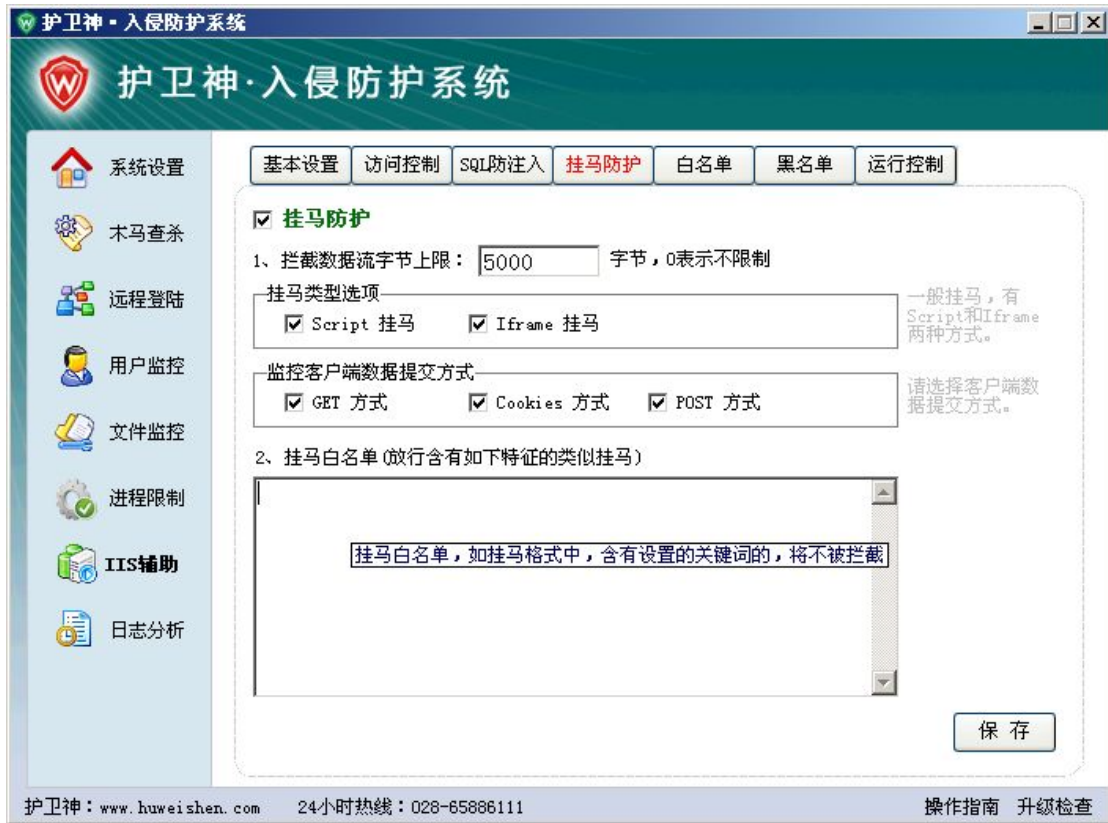 护卫神·入侵防护系统
护卫神·入侵防护系统
系统设置
木马查杀
远程登陆
用户监控
文件监控
进程限制
IIS辅助
日志分析
基本设置 访问控制 SQL防注入 挂马防护 白名单 黑名单 运行控制
挂马防护
1、拦截数据流字节上限： 5000 字节，0表示不限制
挂马类型选项
Script 挂马 Iframe 挂马
一般挂马，有
Script和Iframe
两种方式。
监控客户端数据提交方式
GET 方式 Cookies 方式 POST 方式
请选择客户端数
据提交方式。
2、挂马白名单(放行含有如下特征的类似挂马)
挂马白名单，如挂马格式中，含有设置的关键词的，将不被拦截
保 存
护卫神：www.huweishen.com 24小时热线：028-65886111 操作指南 升级检查